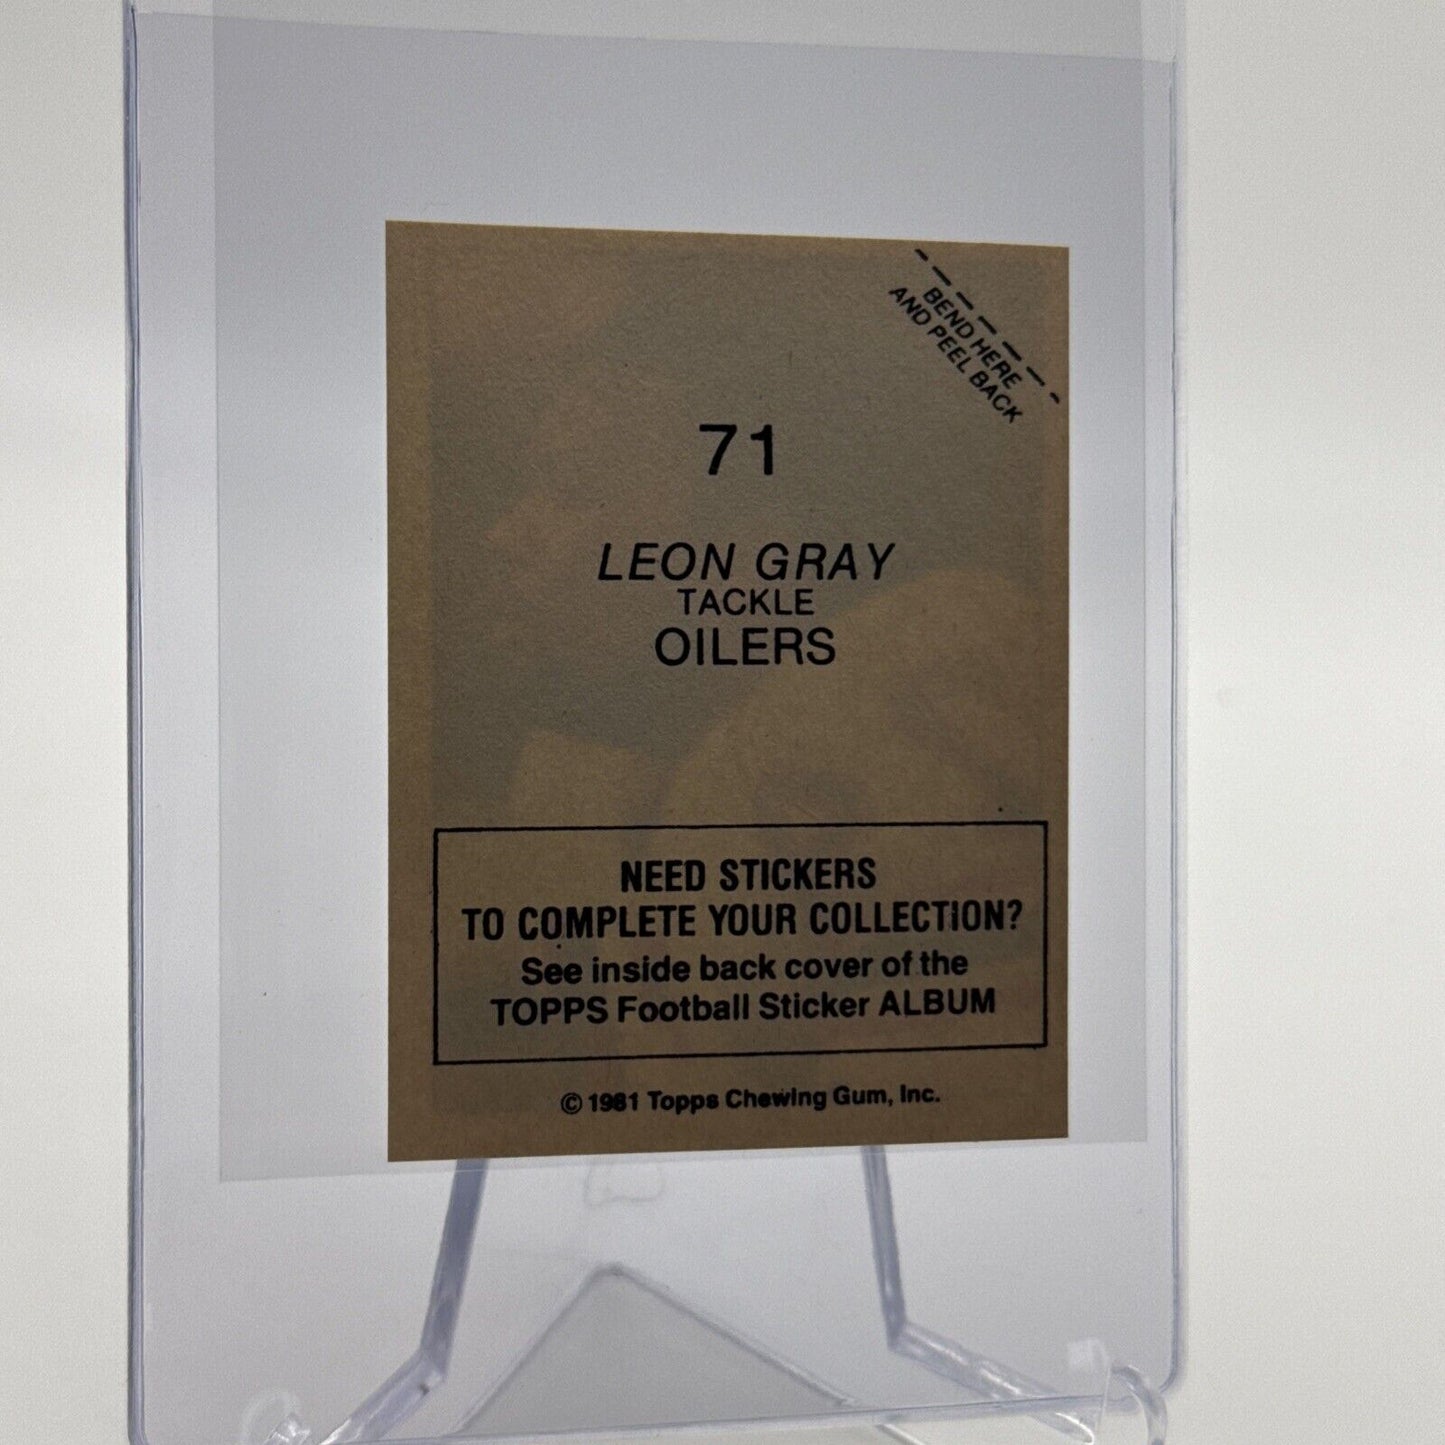 BEND HERE
AND PEEL BACK
71
LEON GRAY
TACKLE
OILERS
NEED STICKERS
TO COMPLETE YOUR COLLECTION?
See inside back cover of the
TOPPS Football Sticker ALBUM
© 1981 Topps Chewing Gum, Inc.